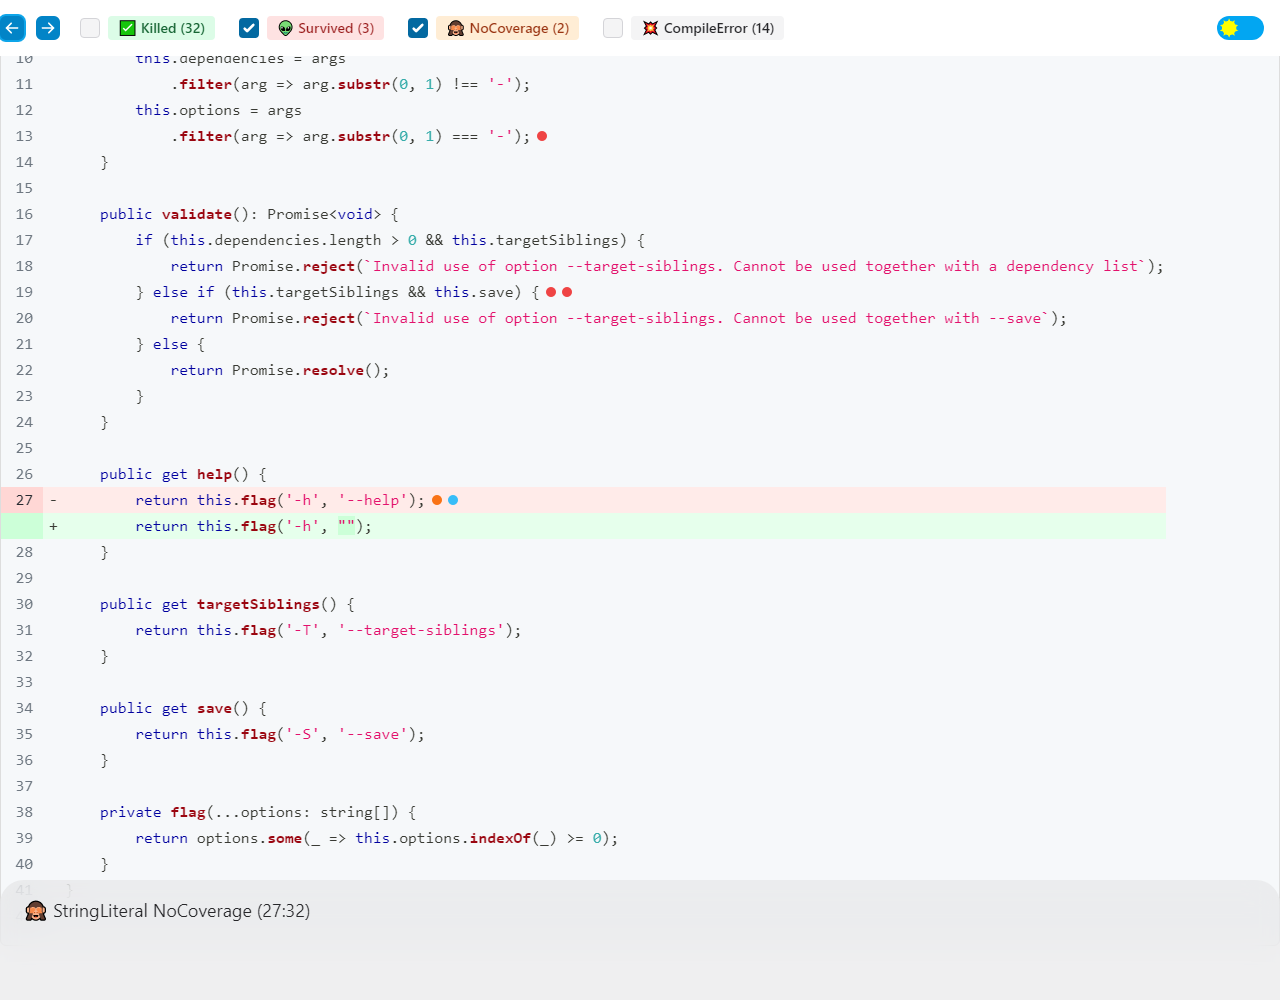 Killed (32) Survived (3) NoCoverage (2) CompileError (14)
10 this.dependencies = args
11 .filter(arg => arg.substr(0, 1) !== '-');
12 this.options = args
13 .filter(arg => arg.substr(0, 1) === '-');
14 }
15
16 public validate(): Promise<void> {
17 if (this.dependencies.length > 0 && this.targetSiblings) {
18 return Promise.reject(`Invalid use of option --target-siblings. Cannot be used together with a dependency list`);
19 } else if (this.targetSiblings && this.save) {
20 return Promise.reject(`Invalid use of option --target-siblings. Cannot be used together with --save`);
21 } else {
22 return Promise.resolve();
23 }
24 }
25
26 public get help() {
27 - return this.flag('-h', '--help');
+ return this.flag('-h', "");
28 }
29
30 public get targetSiblings() {
31 return this.flag('-T', '--target-siblings');
32 }
33
34 public get save() {
35 return this.flag('-S', '--save');
36 }
37
38 private flag(...options: string[]) {
39 return options.some(_ => this.options.indexOf(_) >= 0);
40 }
41 }
StringLiteral NoCoverage (27:32)